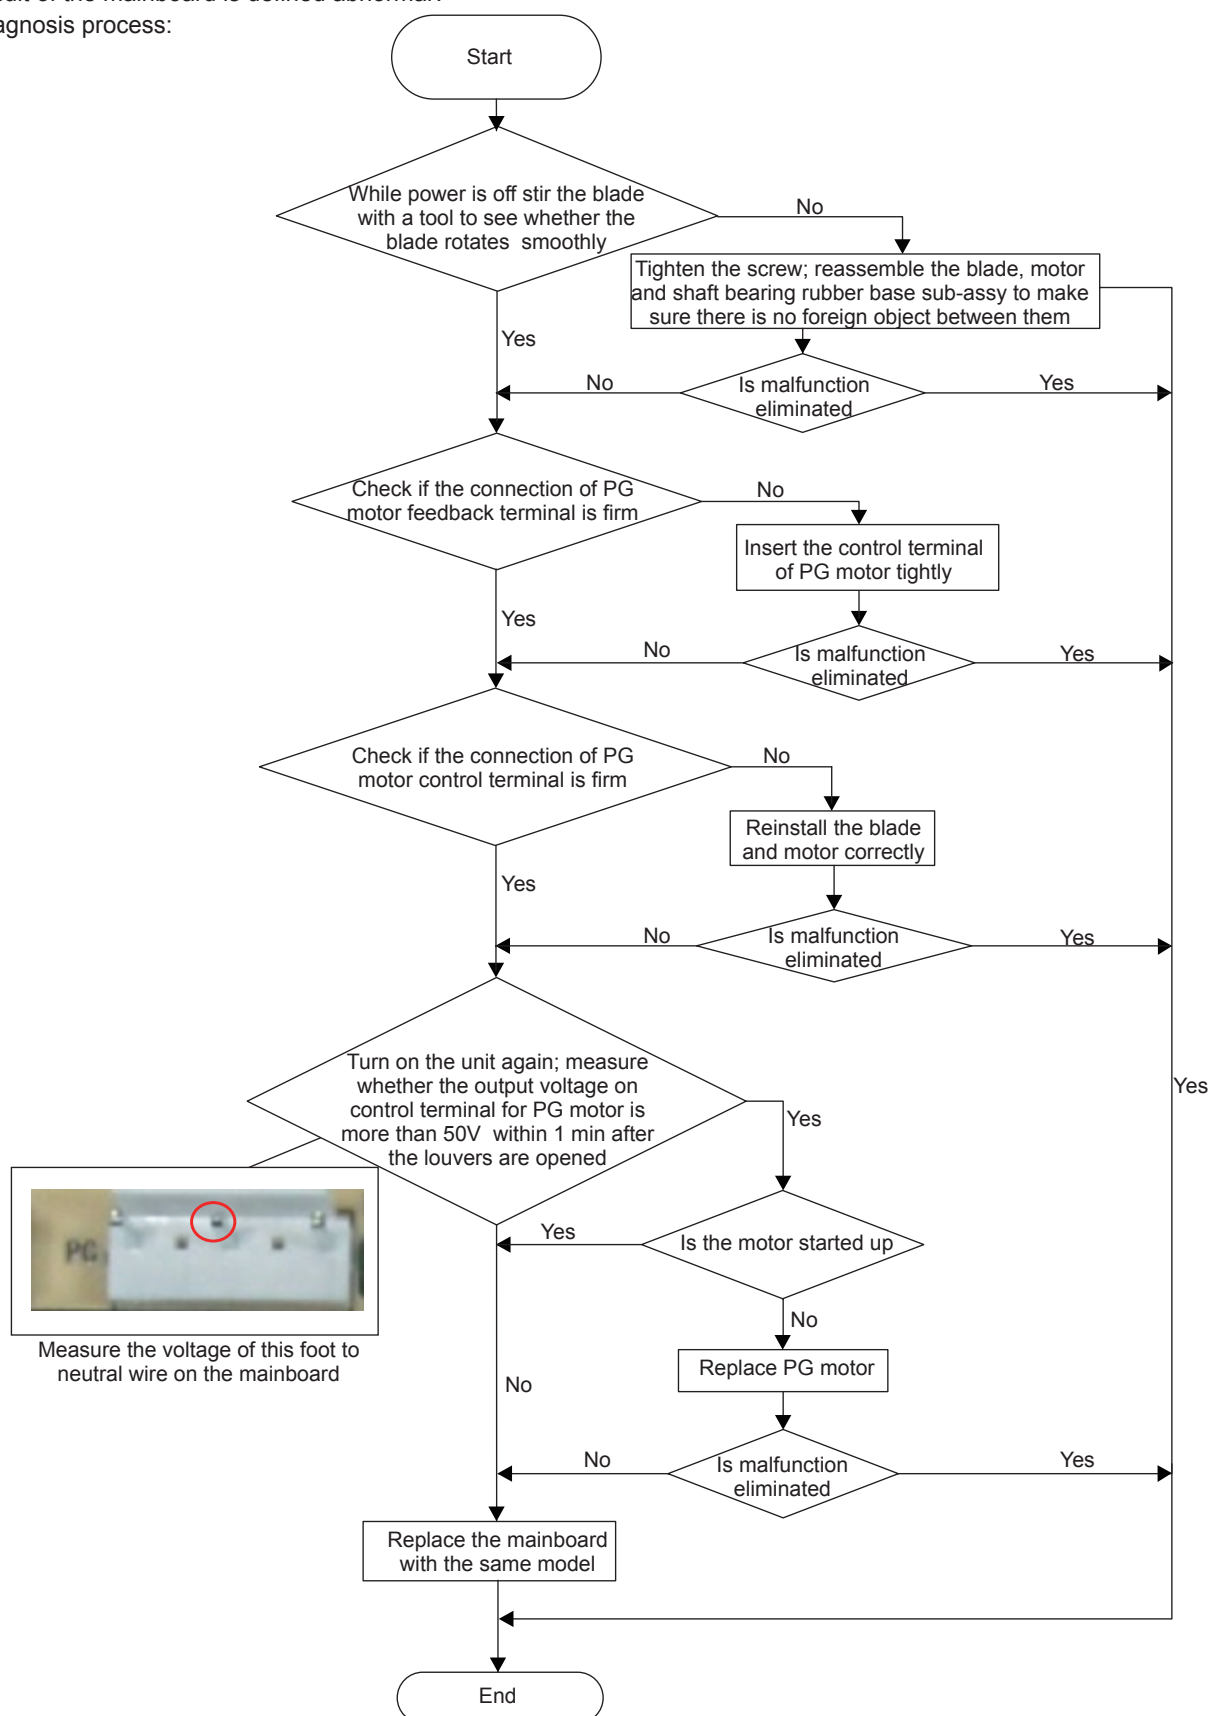 agnosis process:
Start
While power is off stir the blade
with a tool to see whether the
blade rotates smoothly
No
Tighten the screw; reassemble the blade, motor
and shaft bearing rubber base sub-assy to make
sure there is no foreign object between them
Yes
No
Is malfunction
eliminated
Yes
Check if the connection of PG
motor feedback terminal is firm
No
Insert the control terminal
of PG motor tightly
Yes
No
Is malfunction
eliminated
Yes
Check if the connection of PG
motor control terminal is firm
No
Reinstall the blade
and motor correctly
Yes
No
Is malfunction
eliminated
Yes
Turn on the unit again; measure
whether the output voltage on
control terminal for PG motor is
more than 50V within 1 min after
the louvers are opened
Yes
Yes
PG
Measure the voltage of this foot to
neutral wire on the mainboard
Yes
Is the motor started up
No
Replace PG motor
No
No
Is malfunction
eliminated
Yes
Replace the mainboard
with the same model
End